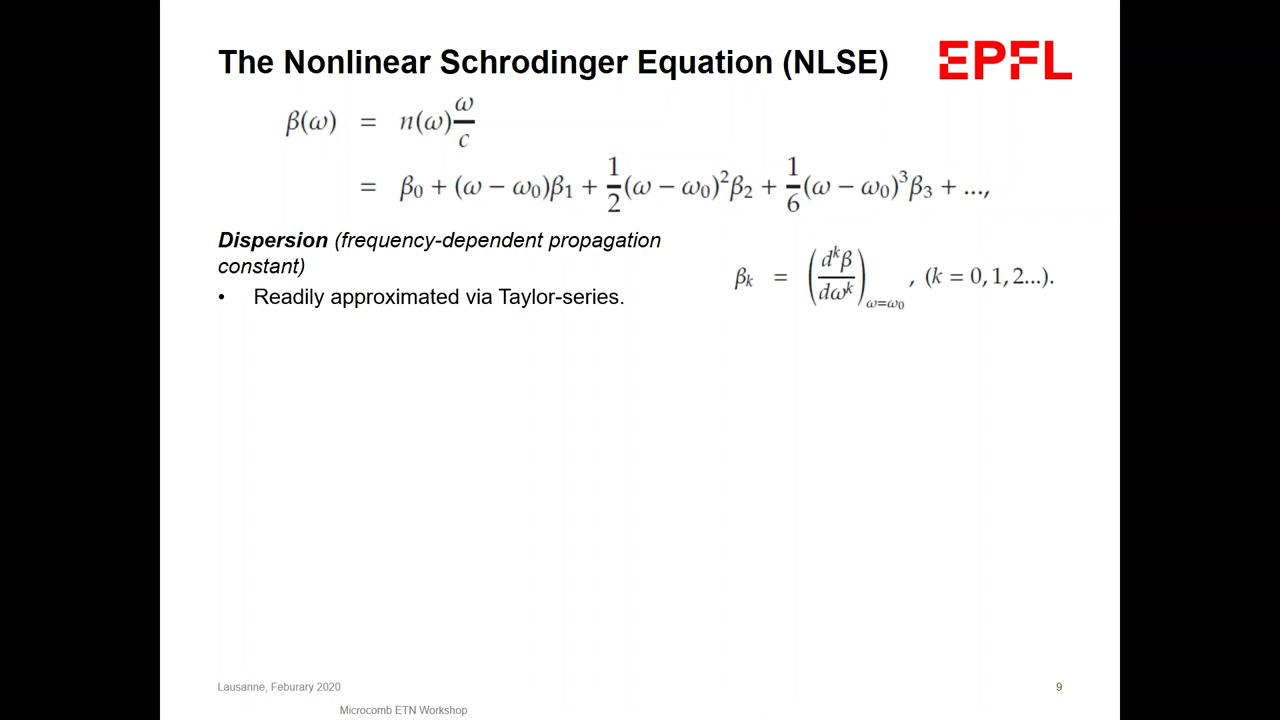 The Nonlinear Schrodinger Equation (NLSE)
EPFL
β(ω) = n(ω) ω/c
= β₀ + (ω − ω₀)β₁ + 1/2 (ω − ω₀)²β₂ + 1/6 (ω − ω₀)³β₃ + ...,
Dispersion (frequency-dependent propagation
constant)
• Readily approximated via Taylor-series.
βₖ = (dᵏβ/dωᵏ)ω=ω₀ , (k = 0, 1, 2...).
Lausanne, Feburary 2020
9
Microcomb ETN Workshop